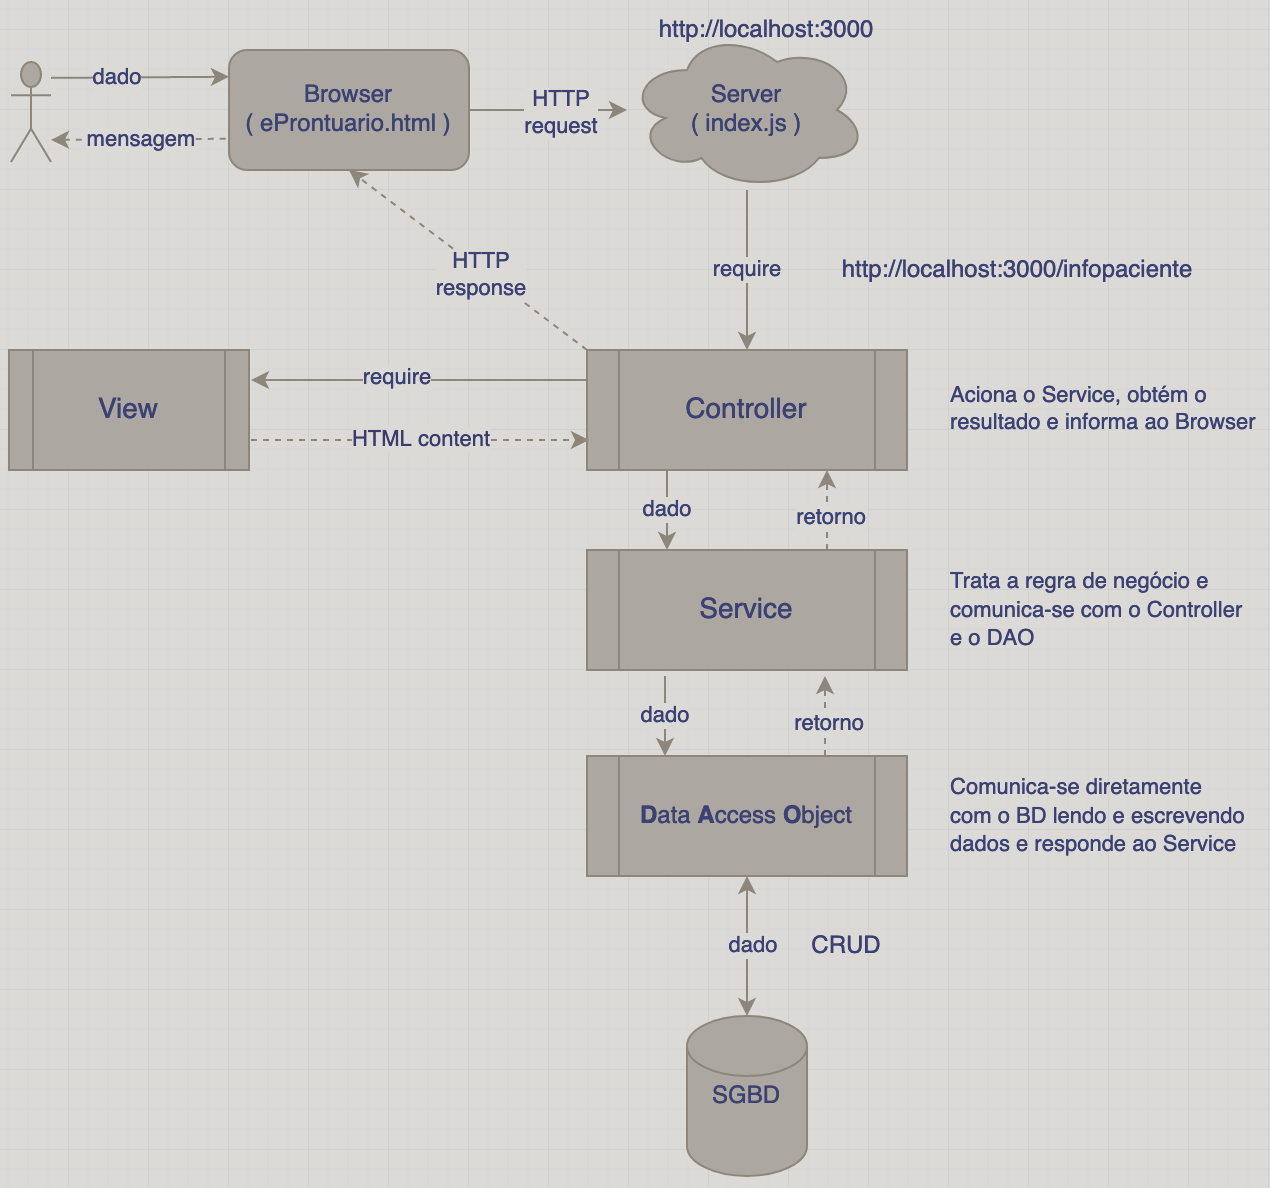 http://localhost:3000
dado
Browser
( eProntuario.html )
mensagem
HTTP
request
Server
( index.js )
HTTP
response
require
http://localhost:3000/infopaciente
View
require
HTML content
Controller
Aciona o Service, obtém o
resultado e informa ao Browser
dado
retorno
Service
Trata a regra de negócio e
comunica-se com o Controller
e o DAO
dado
retorno
Data Access Object
Comunica-se diretamente
com o BD lendo e escrevendo
dados e responde ao Service
dado
CRUD
SGBD